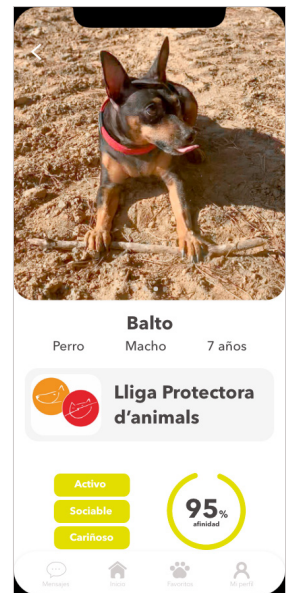 Balto
Perro Macho 7 años
Lliga Protectora
d'animals
Activo
Sociable
Cariñoso
95%
afinidad
Mensajes Inicio Favoritos Mi perfil